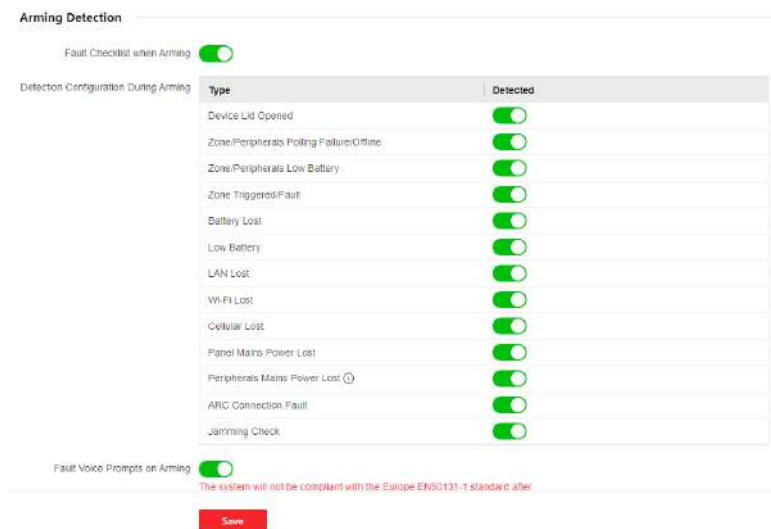 Arming Detection
Fault Checklist when Arming
Detection Configuration During Arming
Type Detected
Device Lid Opened
Zone/Peripherals Polling Failure/Offline
Zone/Peripherals Low Battery
Zone Triggered/Fault
Battery Lost
Low Battery
LAN Lost
Wi-Fi Lost
Cellular Lost
Panel Mains Power Lost
Peripherals Mains Power Lost
ARC Connection Fault
Jamming Check
Fault Voice Prompts on Arming
The system will not be compliant with the Europe EN50131-1 standard after
Save